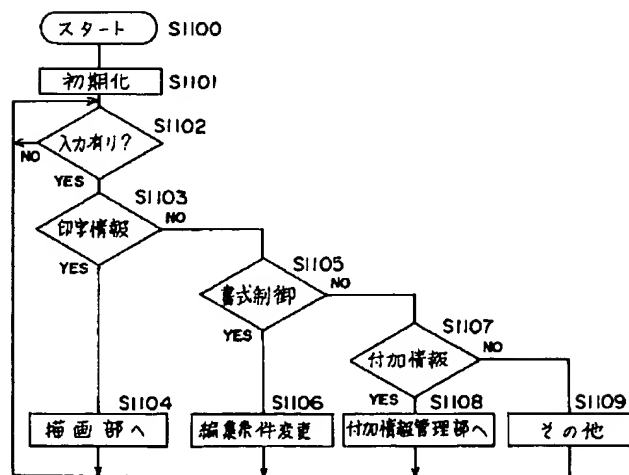 スタート S1100
初期化 S1101
入力有り? S1102
NO
YES
印字情報 S1103
NO
YES
書式制御 S1105
NO
YES
付加情報 S1107
NO
YES
描画部へ S1104
編集条件変更 S1106
付加情報管理部へ S1108
その他 S1109